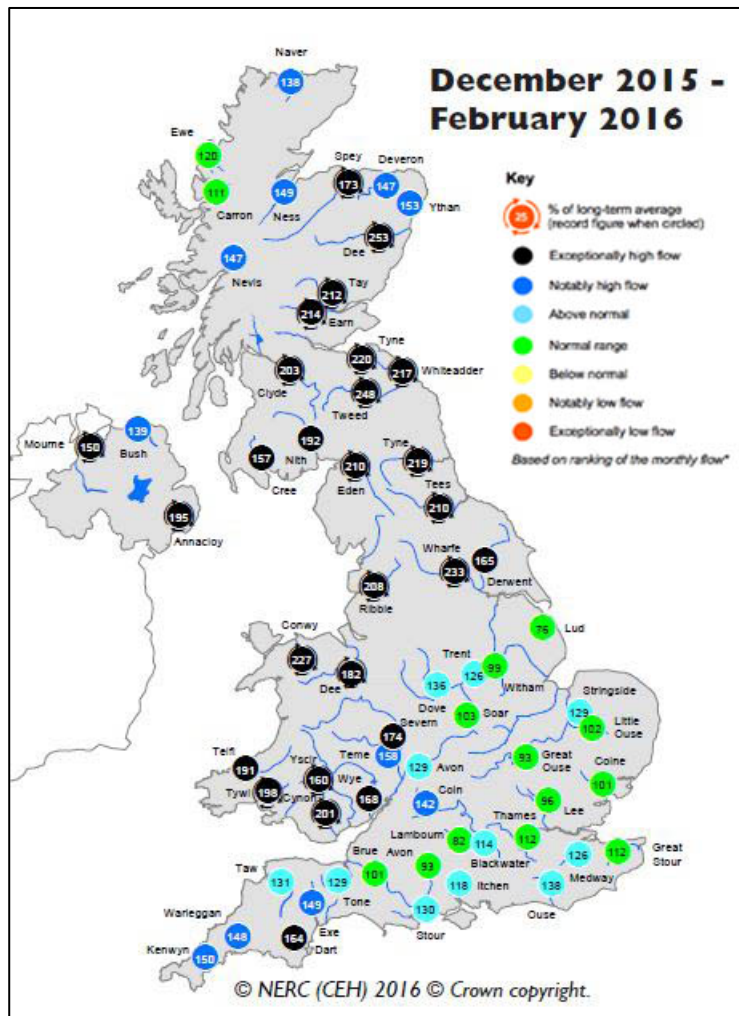 December 2015 -
February 2016
Key
25
% of long-term average
(record figure when circled)
Exceptionally high flow
Notably high flow
Above normal
Normal range
Below normal
Notably low flow
Exceptionally low flow
Based on ranking of the monthly flow*
Naver
138
Ewe
120
111
Carron
149
Ness
Spey
173
Deveron
147
153
Ythan
Dee
253
147
Nevis
Tay
212
214
Earn
203
Clyde
Tyne
220
217
Whiteadder
248
Tweed
Mourne
150
139
Bush
195
157
Cree
192
Nith
210
Eden
Tyne
219
Tees
210
Wharfe
233
165
Derwent
208
Ribble
76
Lud
Conwy
227
182
Dee
Trent
136
126
99
Dove
Witham
103
Soar
Stringside
129
102
Little
Ouse
Severn
174
Teme
158
129
Avon
93
Great
Ouse
Colne
101
Teifi
191
Yscir
160
Wye
168
Tywi
198
Cynon
201
Coln
142
96
Lee
Thames
112
Lambourn
82
114
Blackwater
126
Medway
112
Great
Stour
Brue
101
Avon
93
118
Itchen
138
Ouse
130
Stour
Taw
131
129
Tone
149
Exe
Warleggan
148
164
Dart
Kenwyn
150
© NERC (CEH) 2016 © Crown copyright.